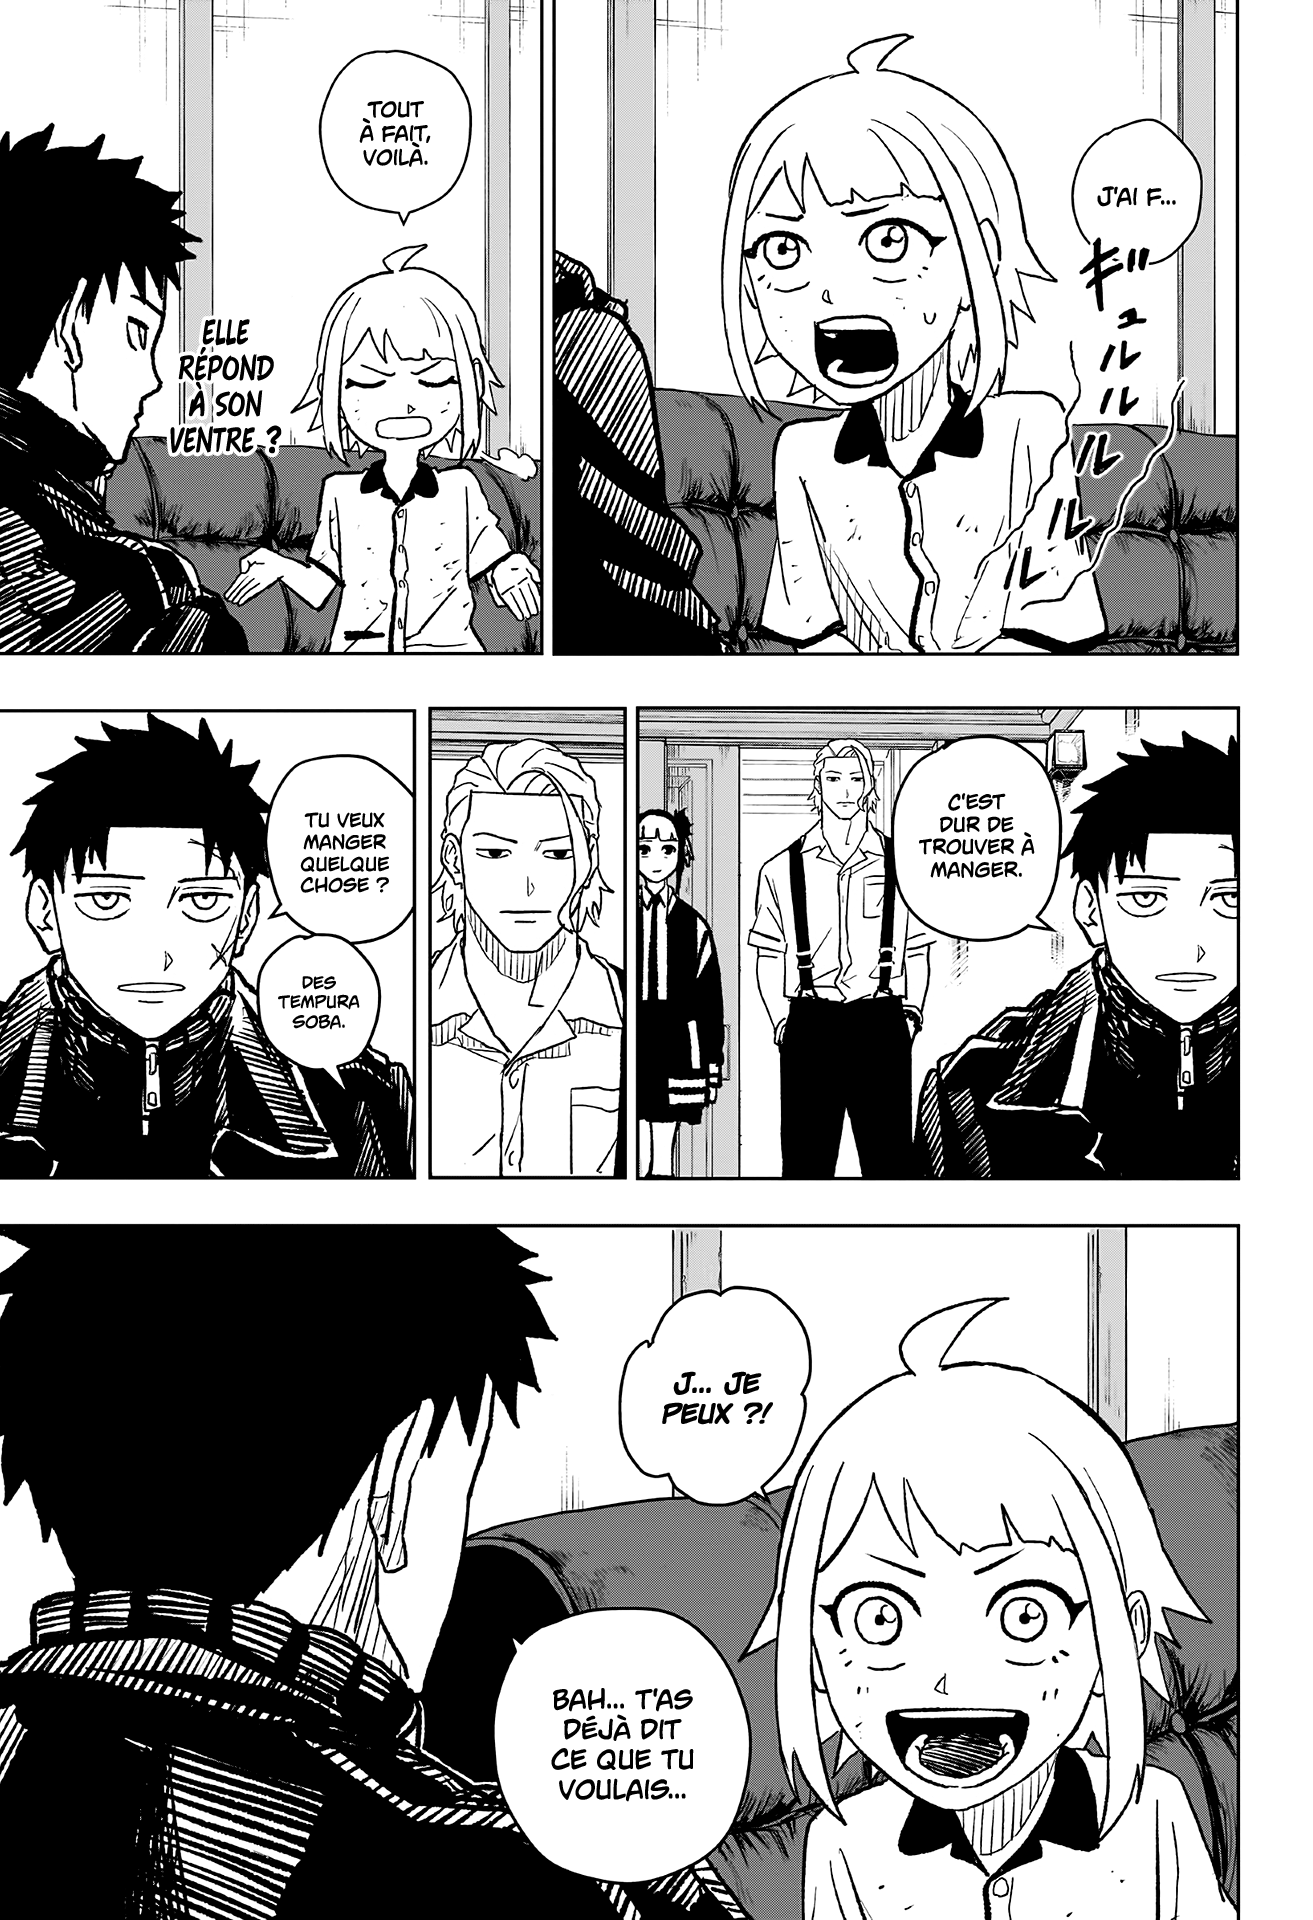 J'AI F...
ギュルルルルル
TOUT
À FAIT,
VOILÀ.
ELLE
RÉPOND
À SON
VENTRE ?
C'EST
DUR DE
TROUVER À
MANGER.
TU VEUX
MANGER
QUELQUE
CHOSE ?
DES
TEMPURA
SOBA.
J... JE
PEUX ?!
BAH... T'AS
DÉJÀ DIT
CE QUE TU
VOULAIS...